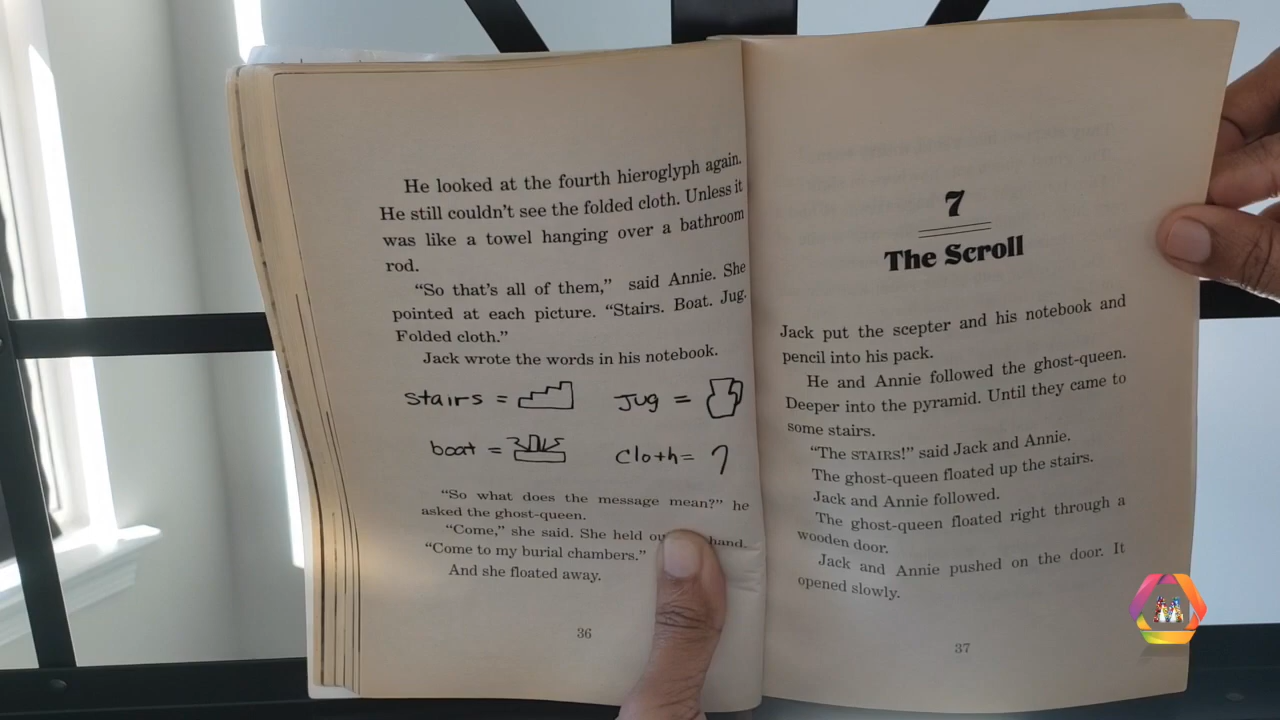 He looked at the fourth hieroglyph again.
He still couldn't see the folded cloth. Unless it
was like a towel hanging over a bathroom
rod.
"So that's all of them," said Annie. She
pointed at each picture. "Stairs. Boat. Jug.
Folded cloth."
Jack wrote the words in his notebook.
stairs = Jug =
boat = cloth= ?
"So what does the message mean?" he
asked the ghost-queen.
"Come," she said. She held hand.
"Come to my burial chambers."
And she floated away.
36
7
The Scroll
Jack put the scepter and his notebook and
pencil into his pack.
He and Annie followed the ghost-queen.
Deeper into the pyramid. Until they came to
some stairs.
"The STAIRS!" said Jack and Annie.
The ghost-queen floated up the stairs.
Jack and Annie followed.
The ghost-queen floated right through a
wooden door.
Jack and Annie pushed on the door. It
opened slowly.
37